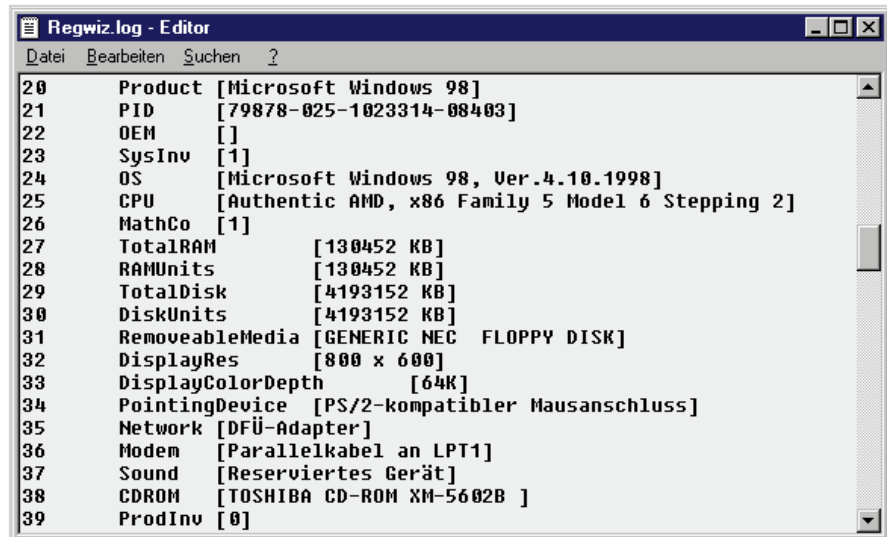 Regwiz.log - Editor
Datei Bearbeiten Suchen ?
20 Product [Microsoft Windows 98]
21 PID [79878-025-1023314-08403]
22 OEM []
23 SysInv [1]
24 OS [Microsoft Windows 98, Ver.4.10.1998]
25 CPU [Authentic AMD, x86 Family 5 Model 6 Stepping 2]
26 MathCo [1]
27 TotalRAM [130452 KB]
28 RAMUnits [130452 KB]
29 TotalDisk [4193152 KB]
30 DiskUnits [4193152 KB]
31 RemoveableMedia [GENERIC NEC  FLOPPY DISK]
32 DisplayRes [800 x 600]
33 DisplayColorDepth [64K]
34 PointingDevice [PS/2-kompatibler Mausanschluss]
35 Network [DFÜ-Adapter]
36 Modem [Parallelkabel an LPT1]
37 Sound [Reserviertes Gerät]
38 CDROM [TOSHIBA CD-ROM XM-5602B ]
39 ProdInv [0]